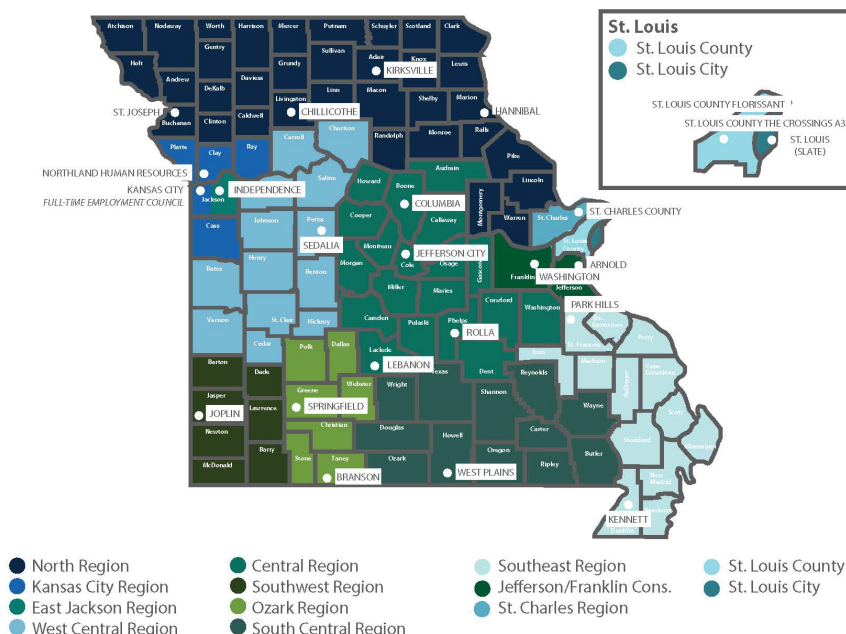 Atchison
Nodaway
Worth
Harrison
Mercer
Putnam
Schuyler
Scotland
Clark
Holt
Gentry
Sullivan
Adair
Knox
Lewis
KIRKSVILLE
Andrew
DeKalb
Daviess
Grundy
Linn
Macon
Shelby
Marion
ST. JOSEPH
Buchanan
Clinton
Caldwell
Livingston
CHILLICOTHE
HANNIBAL
Platte
Clay
Ray
Carroll
Chariton
Randolph
Monroe
Ralls
Pike
Audrain
NORTHLAND HUMAN RESOURCES
KANSAS CITY
FULL-TIME EMPLOYMENT COUNCIL
Jackson
INDEPENDENCE
Saline
Howard
Boone
COLUMBIA
Callaway
Montgomery
Lincoln
Warren
St. Charles
ST. CHARLES COUNTY
Cass
Johnson
Pettis
SEDALIA
Cooper
Moniteau
Cole
JEFFERSON CITY
Osage
St. Louis
County
Franklin
WASHINGTON
ARNOLD
Jefferson
Bates
Henry
Benton
Morgan
Miller
Maries
Crawford
Washington
PARK HILLS
St. Francois
Perry
Vernon
St. Clair
Hickory
Camden
Pulaski
Phelps
ROLLA
Dent
Iron
Madison
Cedar
Polk
Dallas
Laclede
LEBANON
Texas
Reynolds
Bollinger
Cape
Girardeau
Barton
Dade
Jasper
JOPLIN
Lawrence
Greene
SPRINGFIELD
Webster
Wright
Shannon
Wayne
Scott
Newton
Christian
Douglas
Howell
Carter
Stoddard
Mississippi
McDonald
Barry
Stone
Taney
BRANSON
Ozark
WEST PLAINS
Oregon
Ripley
Butler
New
Madrid
KENNETT
St. Louis
St. Louis County
St. Louis City
ST. LOUIS COUNTY FLORISSANT
ST. LOUIS COUNTY THE CROSSINGS A3
ST. LOUIS
(SLATE)
North Region
Kansas City Region
East Jackson Region
West Central Region
Central Region
Southwest Region
Ozark Region
South Central Region
Southeast Region
Jefferson/Franklin Cons.
St. Charles Region
St. Louis County
St. Louis City